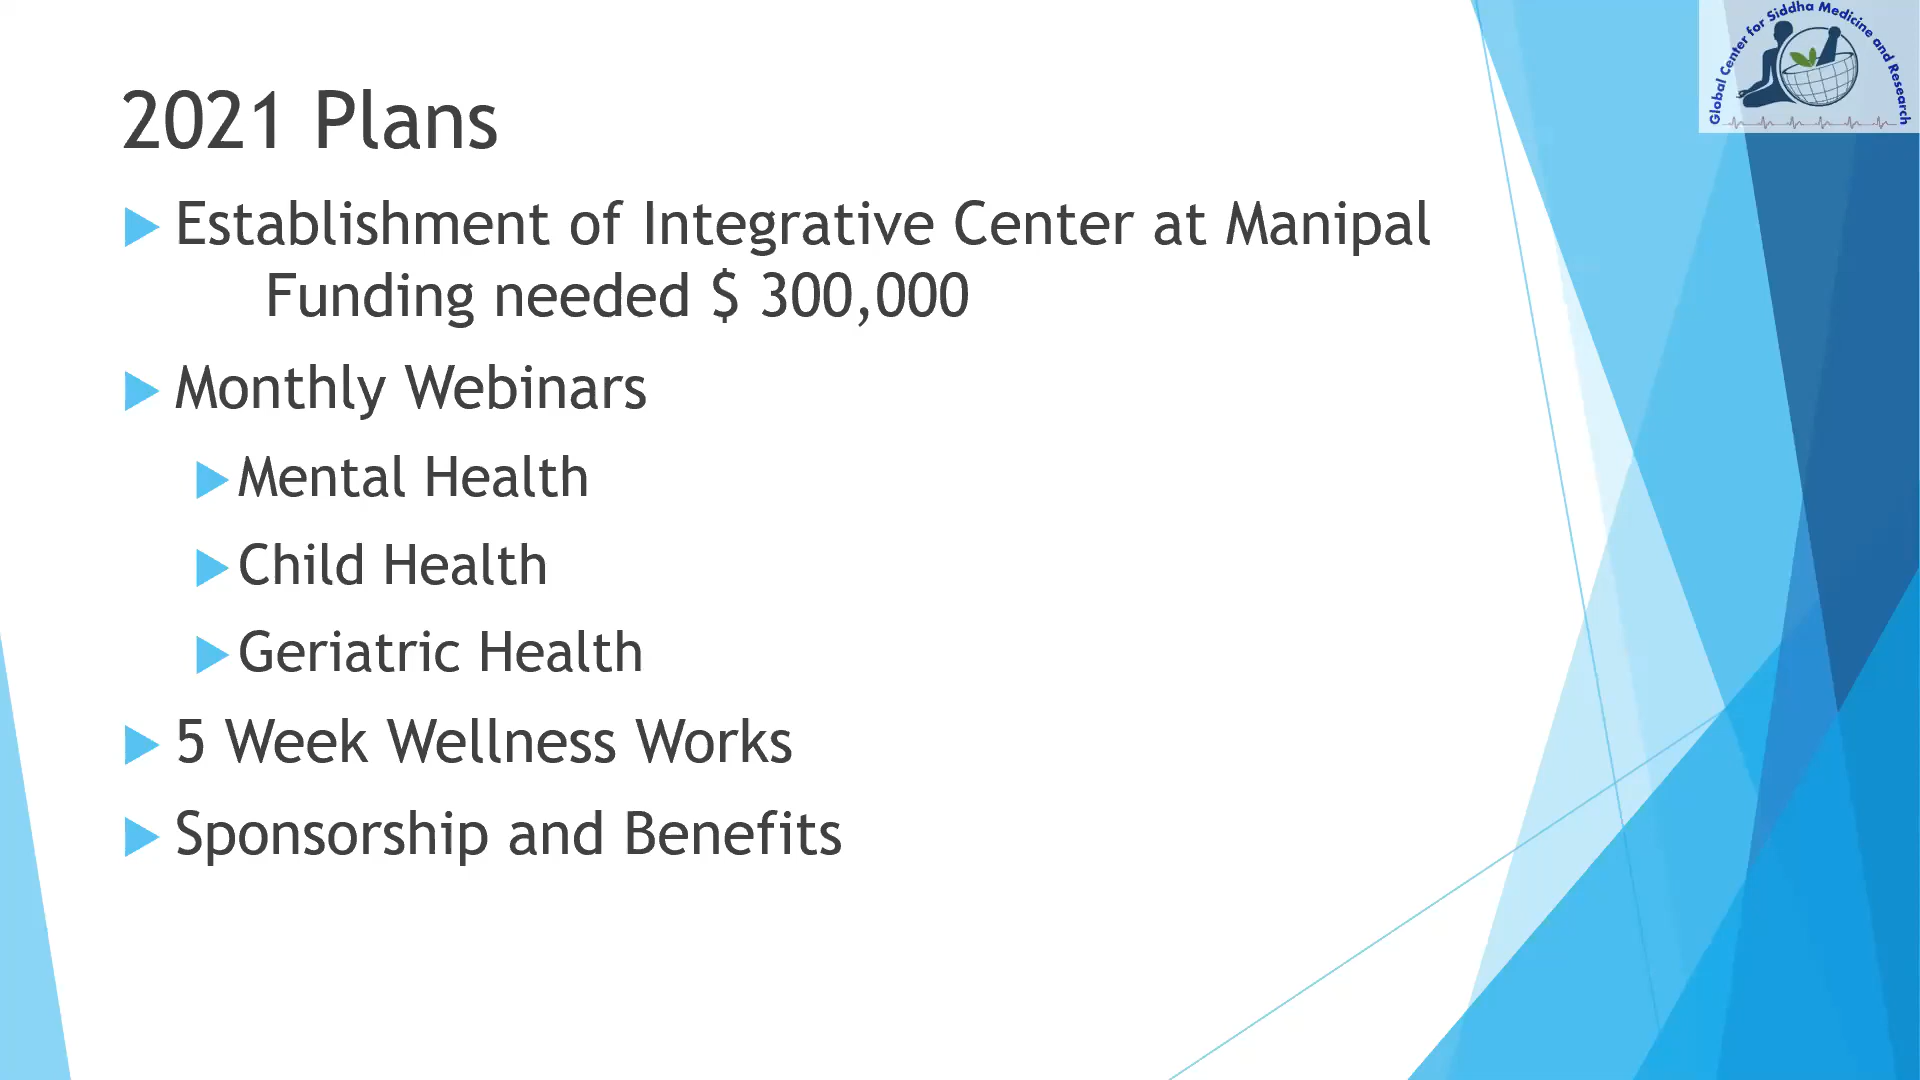 Global Center for Siddha Medicine and Research
2021 Plans
Establishment of Integrative Center at Manipal
Funding needed $ 300,000
Monthly Webinars
Mental Health
Child Health
Geriatric Health
5 Week Wellness Works
Sponsorship and Benefits